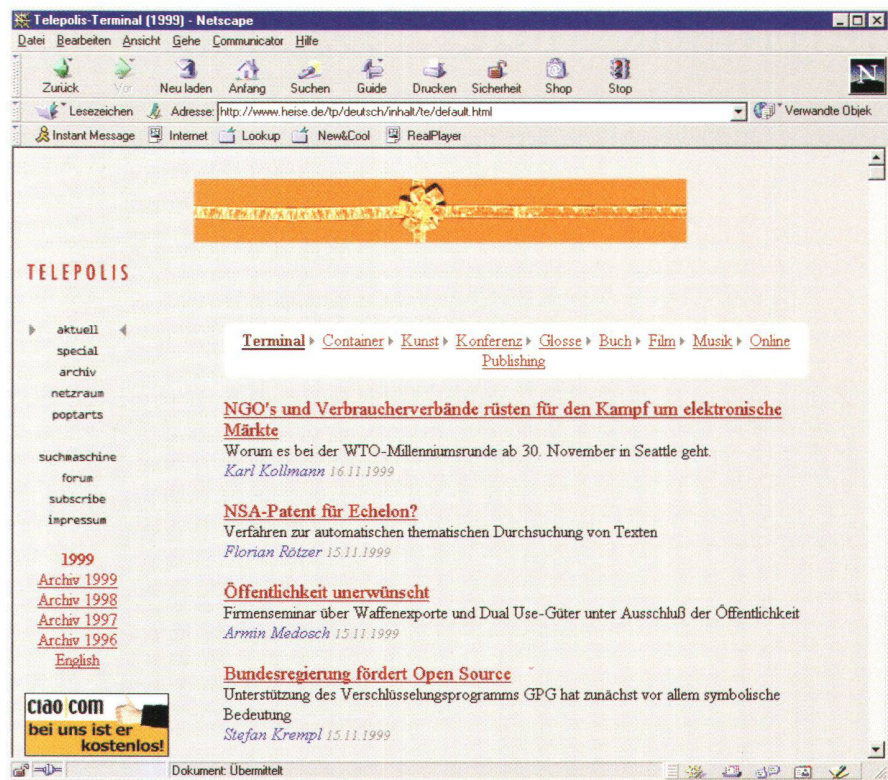 Telepolis-Terminal (1999) - Netscape
Datei Bearbeiten Ansicht Gehe Communicator Hilfe
Zurück Vor Neu laden Anfang Suchen Guide Drucken Sicherheit Shop Stop
N
Lesezeichen Adresse: http://www.heise.de/tp/deutsch/inhalt/te/default.html Verwandte Objek
Instant Message Internet Lookup New&Cool RealPlayer
TELEPOLIS
aktuell
special
archiv
netzraum
poptarts
suchmaschine
forum
subscribe
impressum
1999
Archiv 1999
Archiv 1998
Archiv 1997
Archiv 1996
English
ciao com
bei uns ist er
kostenlos!
Terminal Container Kunst Konferenz Glosse Buch Film Musik Online
Publishing
NGO's und Verbraucherverbände rüsten für den Kampf um elektronische
Märkte
Worum es bei der WTO-Millenniumsrunde ab 30. November in Seattle geht.
Karl Kollmann 16.11.1999
NSA-Patent für Echelon?
Verfahren zur automatischen thematischen Durchsuchung von Texten
Florian Rötzer 15.11.1999
Öffentlichkeit unerwünscht
Firmenseminar über Waffenexporte und Dual Use-Güter unter Ausschluß der Öffentlichkeit
Armin Medosch 15.11.1999
Bundesregierung fördert Open Source
Unterstützung des Verschlüsselungsprogramms GPG hat zunächst vor allem symbolische
Bedeutung
Stefan Krempl 15.11.1999
Dokument: Übermittelt